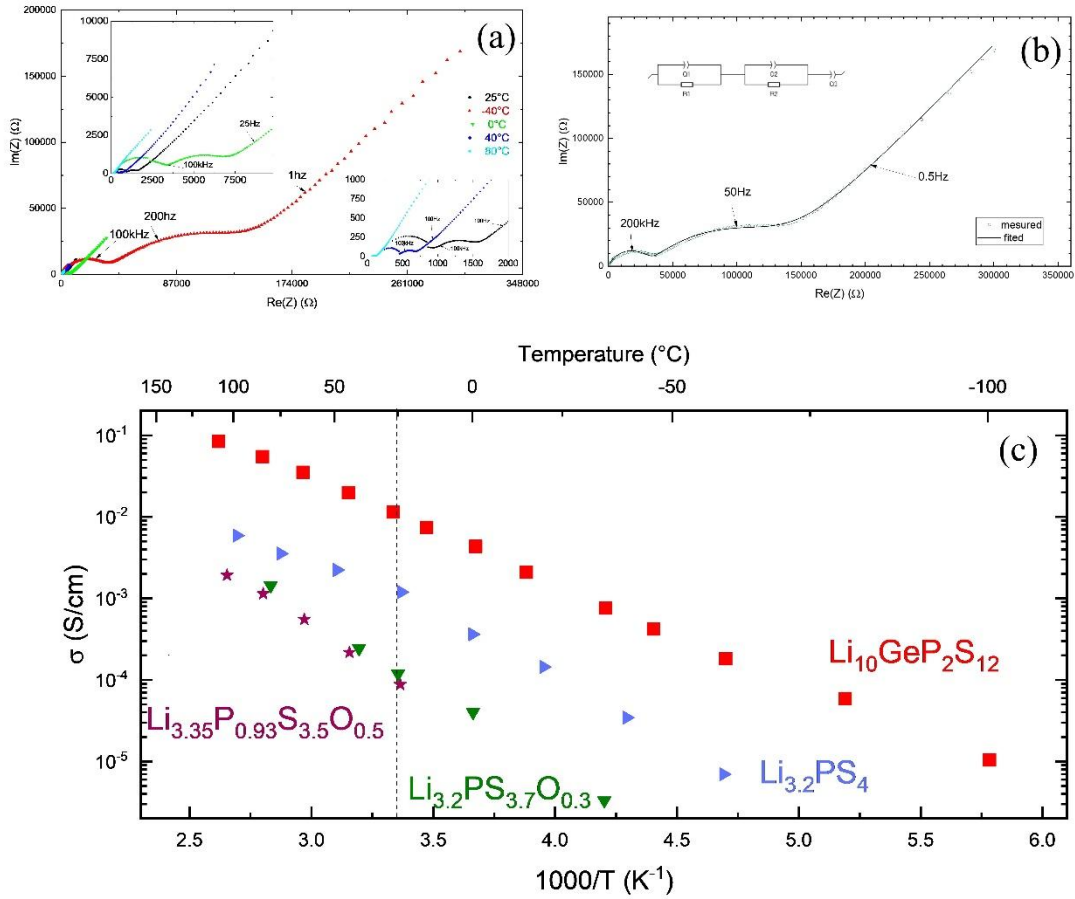 (a)
Im(Z) (Ω)
200000
150000
100000
50000
0
0
87000
174000
261000
348000
Re(Z) (Ω)
10000
7500
5000
2500
0
0
2500
5000
7500
25Hz
100kHz
25°C
-40°C
0°C
40°C
80°C
1hz
200hz
100kHz
1000
750
500
250
0
0
500
1000
1500
2000
(b)
Im(Z) (Ω)
150000
100000
50000
0
0
50000
100000
150000
200000
250000
300000
350000
Re(Z) (Ω)
Q1
Q2
Q3
R1
R2
200kHz
50Hz
0.5Hz
mesured
fited
Temperature (°C)
150
100
50
0
-50
-100
(c)
σ (S/cm)
10⁻¹
10⁻²
10⁻³
10⁻⁴
10⁻⁵
Li₁₀GeP₂S₁₂
Li₃.₃₅P₀.₉₃S₃.₅O₀.₅
Li₃.₂PS₃.₇O₀.₃
Li₃.₂PS₄
2.5
3.0
3.5
4.0
4.5
5.0
5.5
6.0
1000/T (K⁻¹)